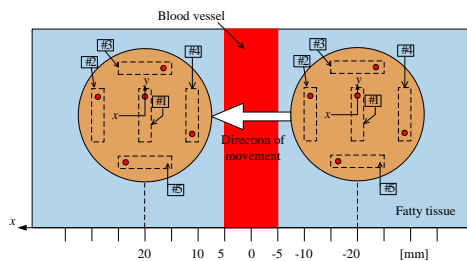 Blood vessel
#3
#4
#2
y
#1
x
#5
#3
#4
#2
y
#1
x
#5
Direction of
movement
Fatty tissue
x
20 10 5 0 -5 -10 -20 [mm]